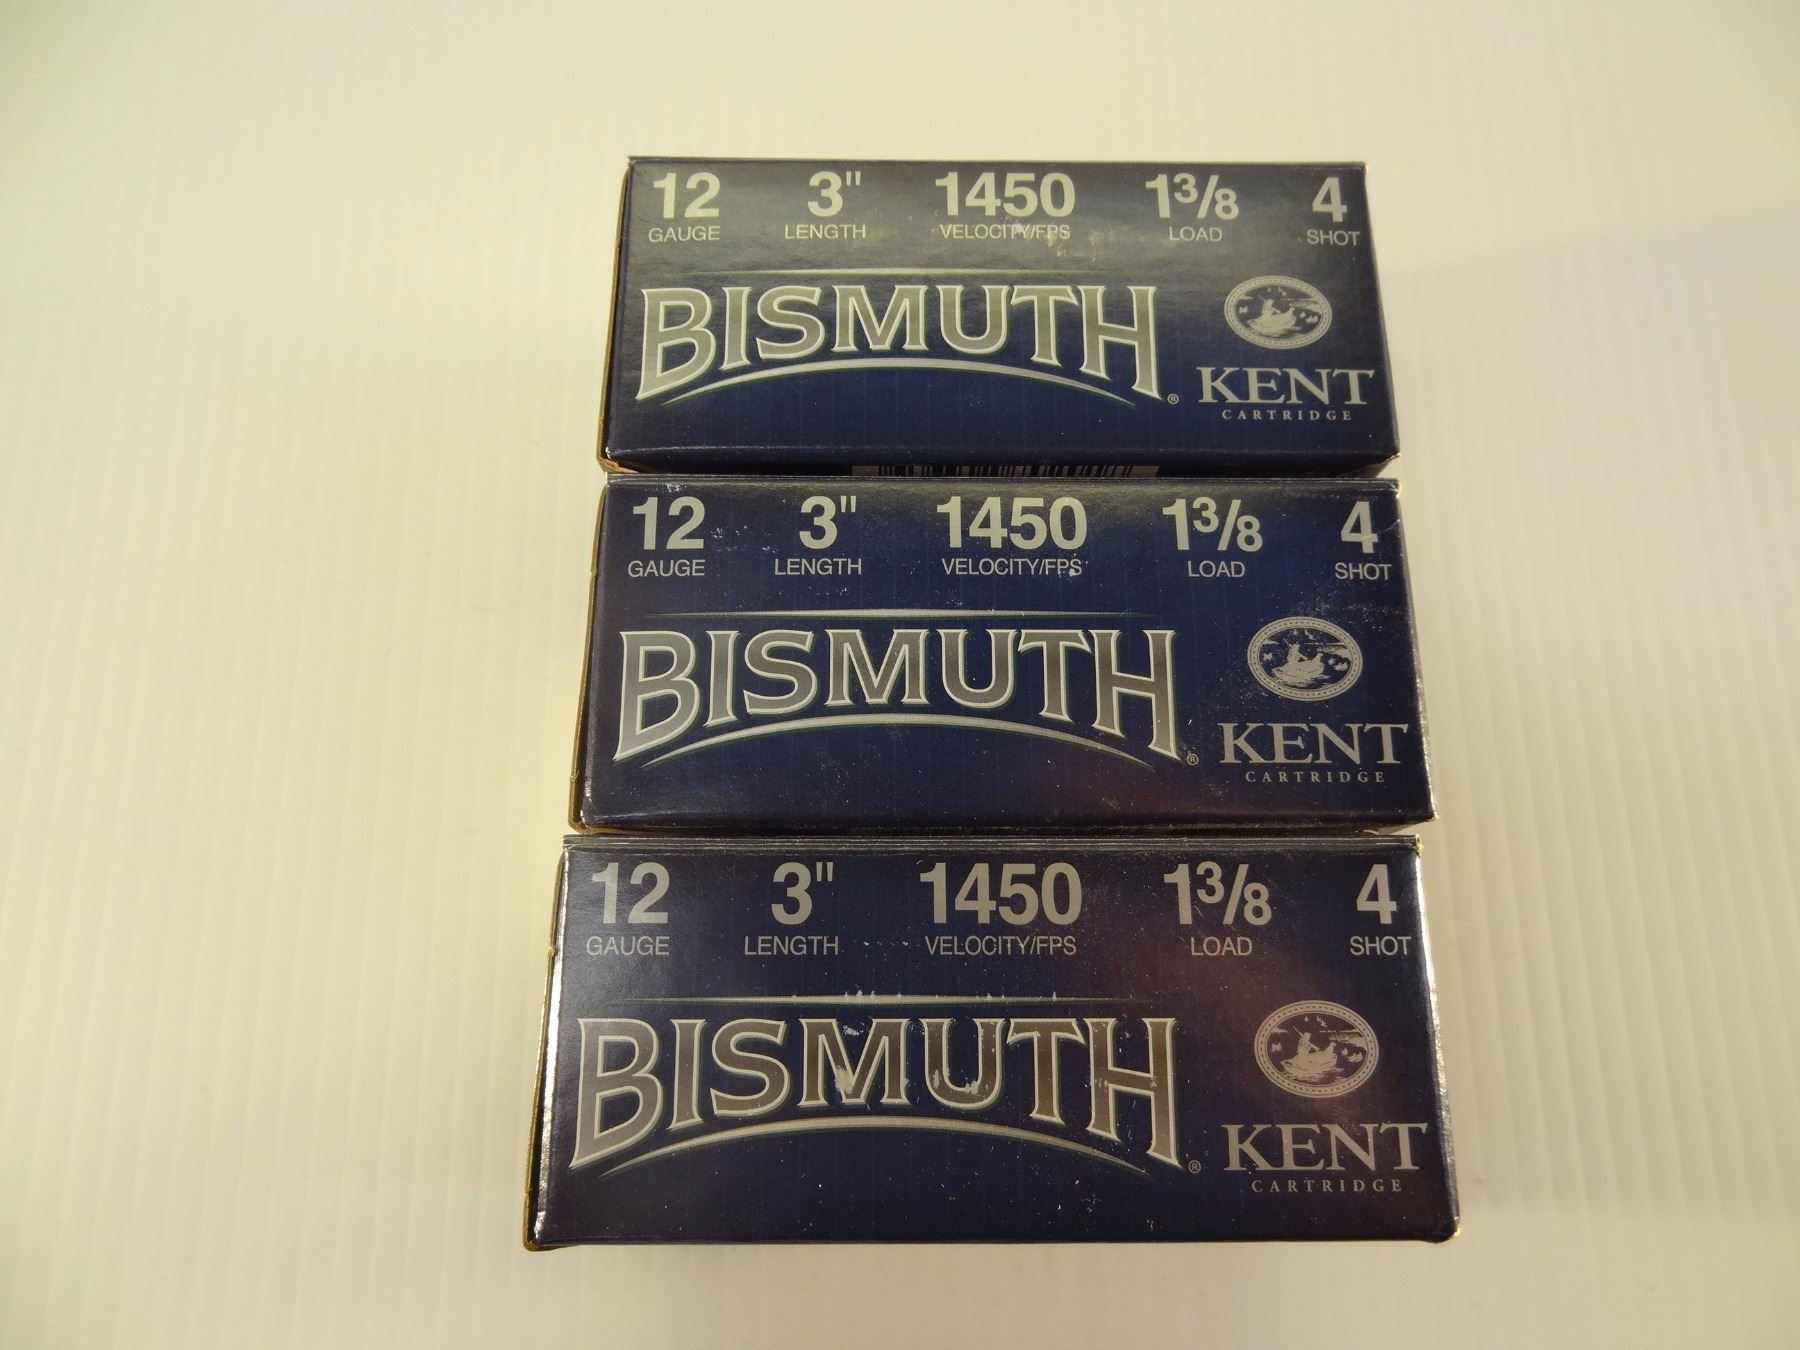 12 3" 1450 1 3/8 4
GAUGE LENGTH VELOCITY/FPS LOAD SHOT
BISMUTH®
KENT
CARTRIDGE
12 3" 1450 1 3/8 4
GAUGE LENGTH VELOCITY/FPS LOAD SHOT
BISMUTH®
KENT
CARTRIDGE
12 3" 1450 1 3/8 4
GAUGE LENGTH VELOCITY/FPS LOAD SHOT
BISMUTH®
KENT
CARTRIDGE